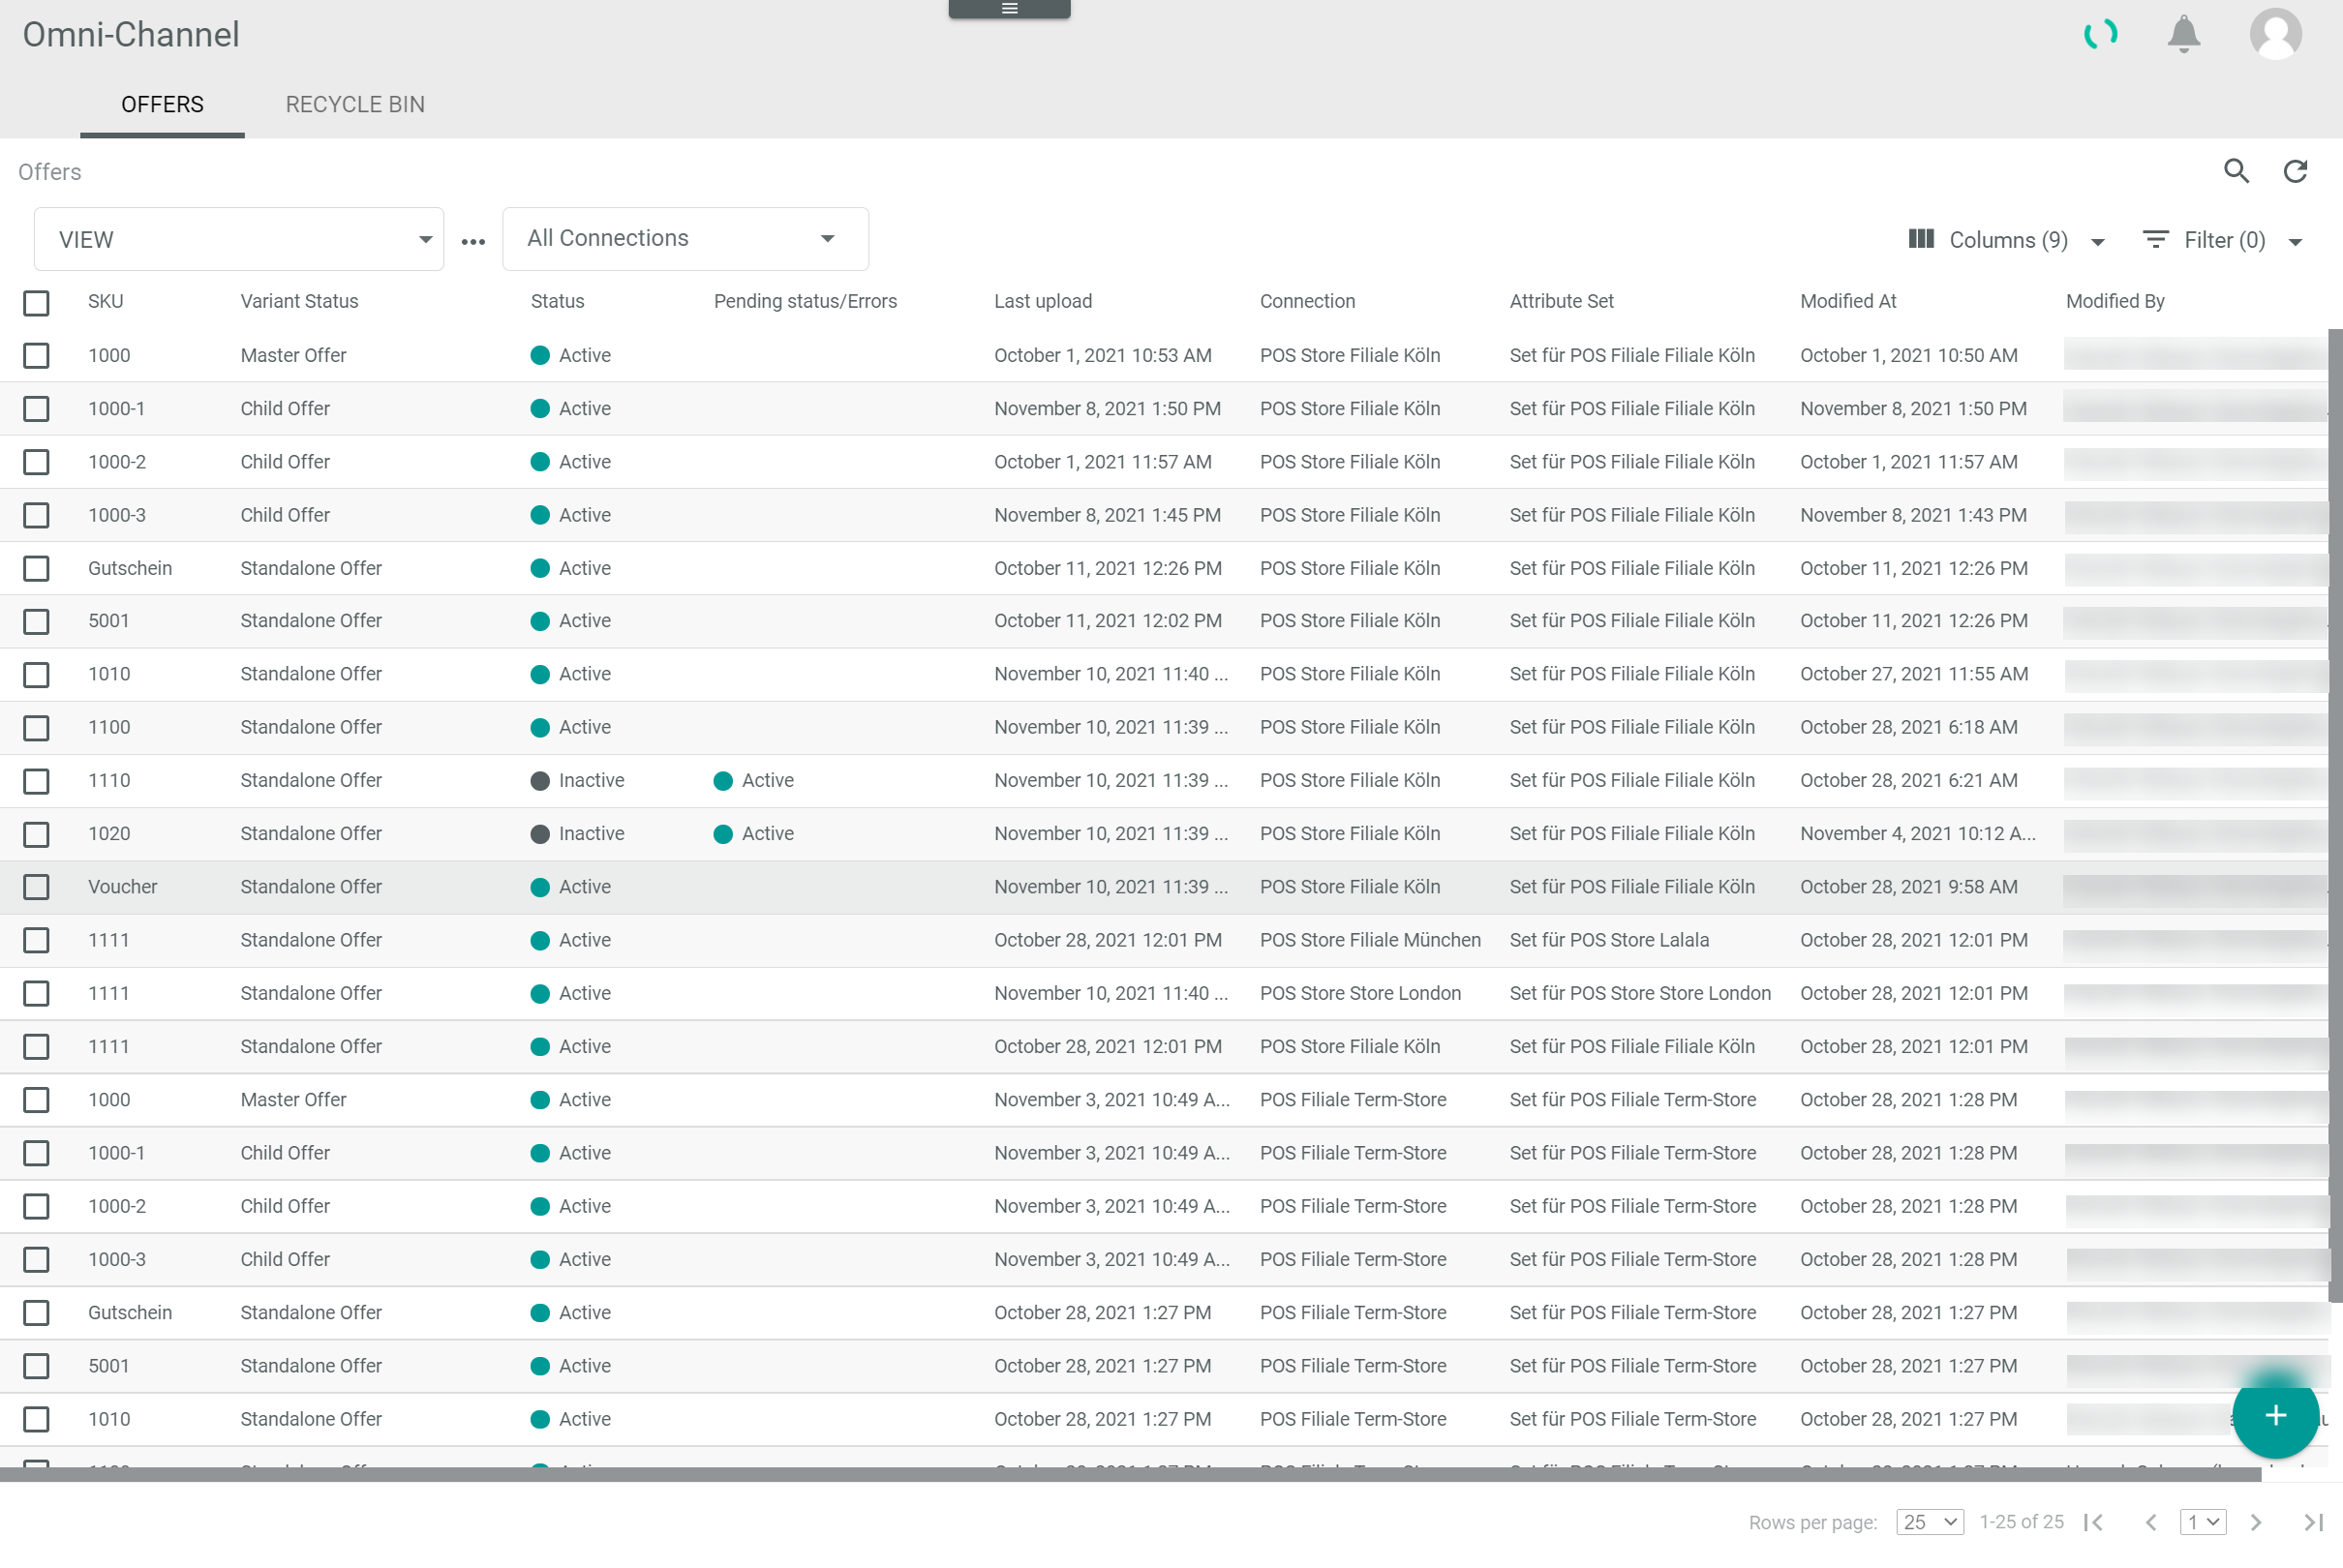 Omni-Channel
OFFERS RECYCLE BIN
Offers
VIEW ... All Connections Columns (9) Filter (0)
SKU Variant Status Status Pending status/Errors Last upload Connection Attribute Set Modified At Modified By
1000 Master Offer Active October 1, 2021 10:53 AM POS Store Filiale Köln Set für POS Filiale Filiale Köln October 1, 2021 10:50 AM
1000-1 Child Offer Active November 8, 2021 1:50 PM POS Store Filiale Köln Set für POS Filiale Filiale Köln November 8, 2021 1:50 PM
1000-2 Child Offer Active October 1, 2021 11:57 AM POS Store Filiale Köln Set für POS Filiale Filiale Köln October 1, 2021 11:57 AM
1000-3 Child Offer Active November 8, 2021 1:45 PM POS Store Filiale Köln Set für POS Filiale Filiale Köln November 8, 2021 1:43 PM
Gutschein Standalone Offer Active October 11, 2021 12:26 PM POS Store Filiale Köln Set für POS Filiale Filiale Köln October 11, 2021 12:26 PM
5001 Standalone Offer Active October 11, 2021 12:02 PM POS Store Filiale Köln Set für POS Filiale Filiale Köln October 11, 2021 12:26 PM
1010 Standalone Offer Active November 10, 2021 11:40 ... POS Store Filiale Köln Set für POS Filiale Filiale Köln October 27, 2021 11:55 AM
1100 Standalone Offer Active November 10, 2021 11:39 ... POS Store Filiale Köln Set für POS Filiale Filiale Köln October 28, 2021 6:18 AM
1110 Standalone Offer Inactive Active November 10, 2021 11:39 ... POS Store Filiale Köln Set für POS Filiale Filiale Köln October 28, 2021 6:21 AM
1020 Standalone Offer Inactive Active November 10, 2021 11:39 ... POS Store Filiale Köln Set für POS Filiale Filiale Köln November 4, 2021 10:12 A...
Voucher Standalone Offer Active November 10, 2021 11:39 ... POS Store Filiale Köln Set für POS Filiale Filiale Köln October 28, 2021 9:58 AM
1111 Standalone Offer Active October 28, 2021 12:01 PM POS Store Filiale München Set für POS Store Lalala October 28, 2021 12:01 PM
1111 Standalone Offer Active November 10, 2021 11:40 ... POS Store Store London Set für POS Store Store London October 28, 2021 12:01 PM
1111 Standalone Offer Active October 28, 2021 12:01 PM POS Store Filiale Köln Set für POS Filiale Filiale Köln October 28, 2021 12:01 PM
1000 Master Offer Active November 3, 2021 10:49 A... POS Filiale Term-Store Set für POS Filiale Term-Store October 28, 2021 1:28 PM
1000-1 Child Offer Active November 3, 2021 10:49 A... POS Filiale Term-Store Set für POS Filiale Term-Store October 28, 2021 1:28 PM
1000-2 Child Offer Active November 3, 2021 10:49 A... POS Filiale Term-Store Set für POS Filiale Term-Store October 28, 2021 1:28 PM
1000-3 Child Offer Active November 3, 2021 10:49 A... POS Filiale Term-Store Set für POS Filiale Term-Store October 28, 2021 1:28 PM
Gutschein Standalone Offer Active October 28, 2021 1:27 PM POS Filiale Term-Store Set für POS Filiale Term-Store October 28, 2021 1:27 PM
5001 Standalone Offer Active October 28, 2021 1:27 PM POS Filiale Term-Store Set für POS Filiale Term-Store October 28, 2021 1:27 PM
1010 Standalone Offer Active October 28, 2021 1:27 PM POS Filiale Term-Store Set für POS Filiale Term-Store October 28, 2021 1:27 PM
Rows per page: 25 1-25 of 25 1